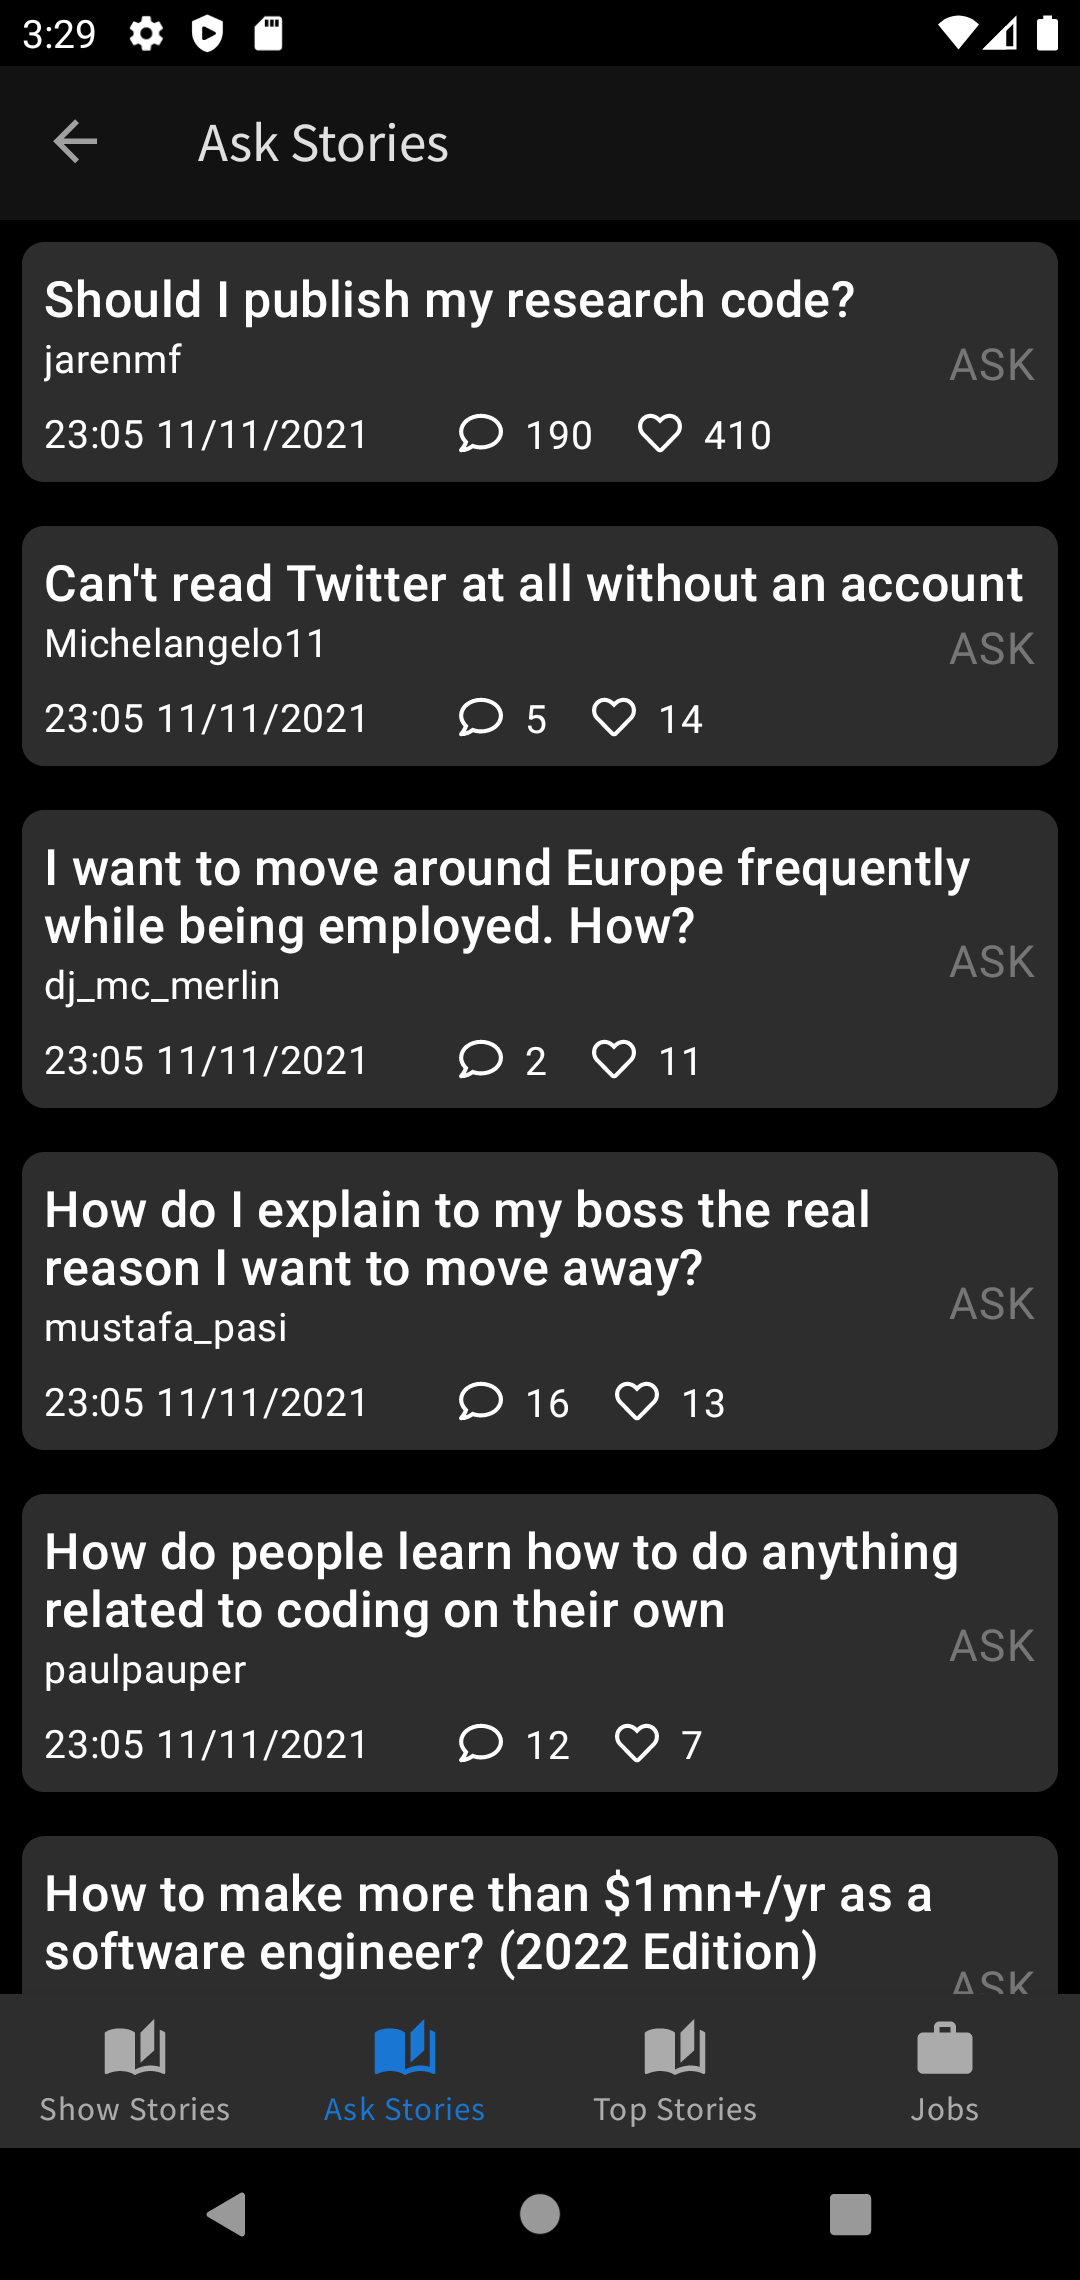 3:29
Ask Stories
Should I publish my research code?
jarenmf
ASK
23:05 11/11/2021 190 410
Can't read Twitter at all without an account
Michelangelo11
ASK
23:05 11/11/2021 5 14
I want to move around Europe frequently
while being employed. How?
dj_mc_merlin
ASK
23:05 11/11/2021 2 11
How do I explain to my boss the real
reason I want to move away?
mustafa_pasi
ASK
23:05 11/11/2021 16 13
How do people learn how to do anything
related to coding on their own
paulpauper
ASK
23:05 11/11/2021 12 7
How to make more than $1mn+/yr as a
software engineer? (2022 Edition)
ASK
Show Stories Ask Stories Top Stories Jobs